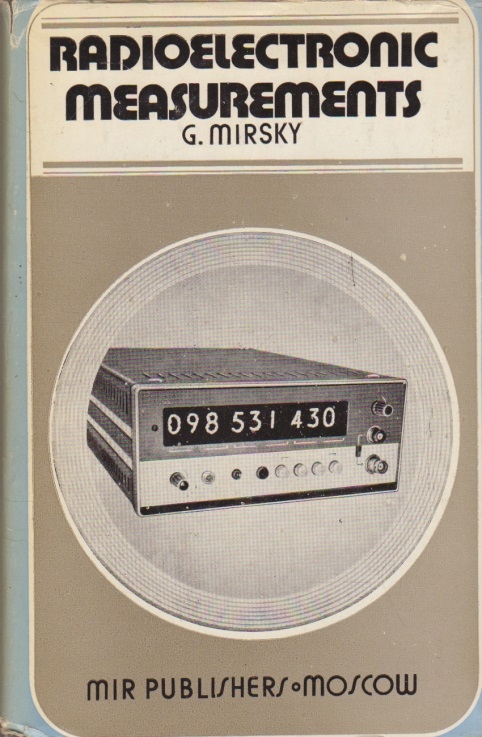 RADIOELECTRONIC
MEASUREMENTS
G. MIRSKY
098 531 430
MIR PUBLISHERS • MOSCOW